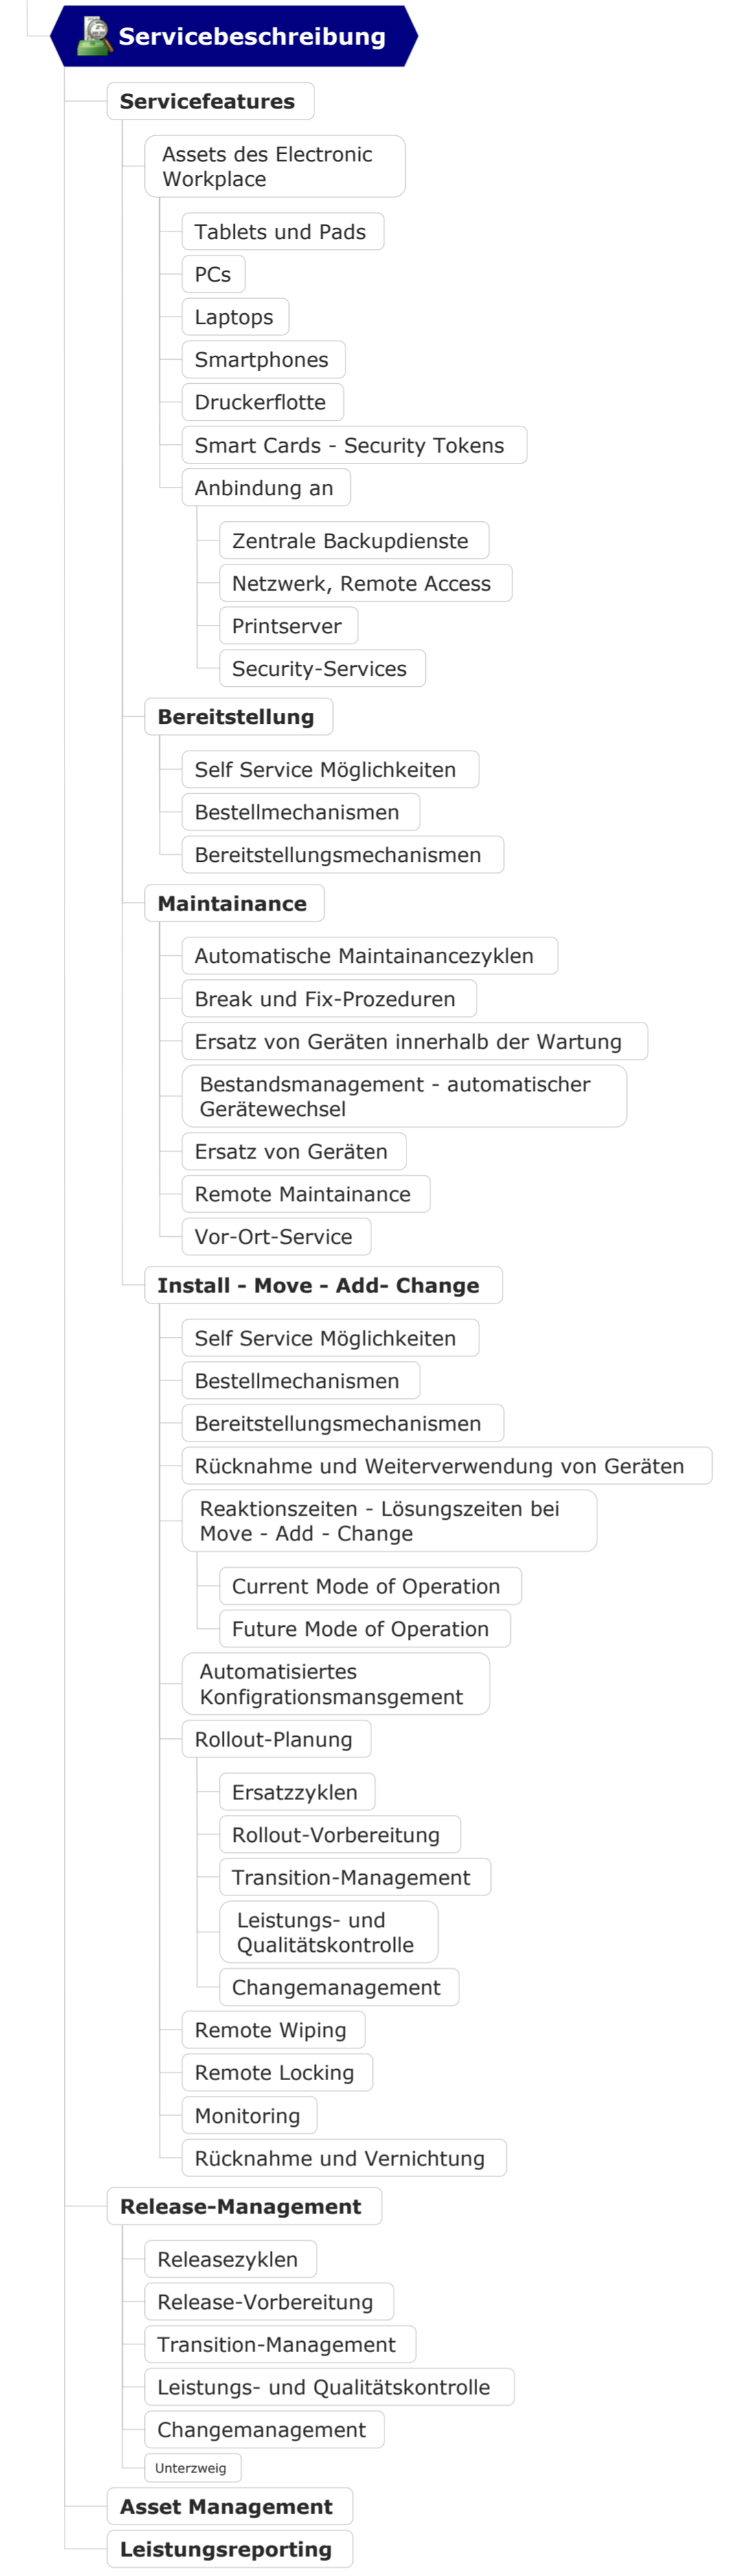 Servicebeschreibung
Servicefeatures
Assets des Electronic
Workplace
Tablets und Pads
PCs
Laptops
Smartphones
Druckerflotte
Smart Cards - Security Tokens
Anbindung an
Zentrale Backupdienste
Netzwerk, Remote Access
Printserver
Security-Services
Bereitstellung
Self Service Möglichkeiten
Bestellmechanismen
Bereitstellungsmechanismen
Maintainance
Automatische Maintainancezyklen
Break und Fix-Prozeduren
Ersatz von Geräten innerhalb der Wartung
Bestandsmanagement - automatischer
Gerätewechsel
Ersatz von Geräten
Remote Maintainance
Vor-Ort-Service
Install - Move - Add- Change
Self Service Möglichkeiten
Bestellmechanismen
Bereitstellungsmechanismen
Rücknahme und Weiterverwendung von Geräten
Reaktionszeiten - Lösungszeiten bei
Move - Add - Change
Current Mode of Operation
Future Mode of Operation
Automatisiertes
Konfigrationsmansgement
Rollout-Planung
Ersatzzyklen
Rollout-Vorbereitung
Transition-Management
Leistungs- und
Qualitätskontrolle
Changemanagement
Remote Wiping
Remote Locking
Monitoring
Rücknahme und Vernichtung
Release-Management
Releasezyklen
Release-Vorbereitung
Transition-Management
Leistungs- und Qualitätskontrolle
Changemanagement
Unterzweig
Asset Management
Leistungsreporting